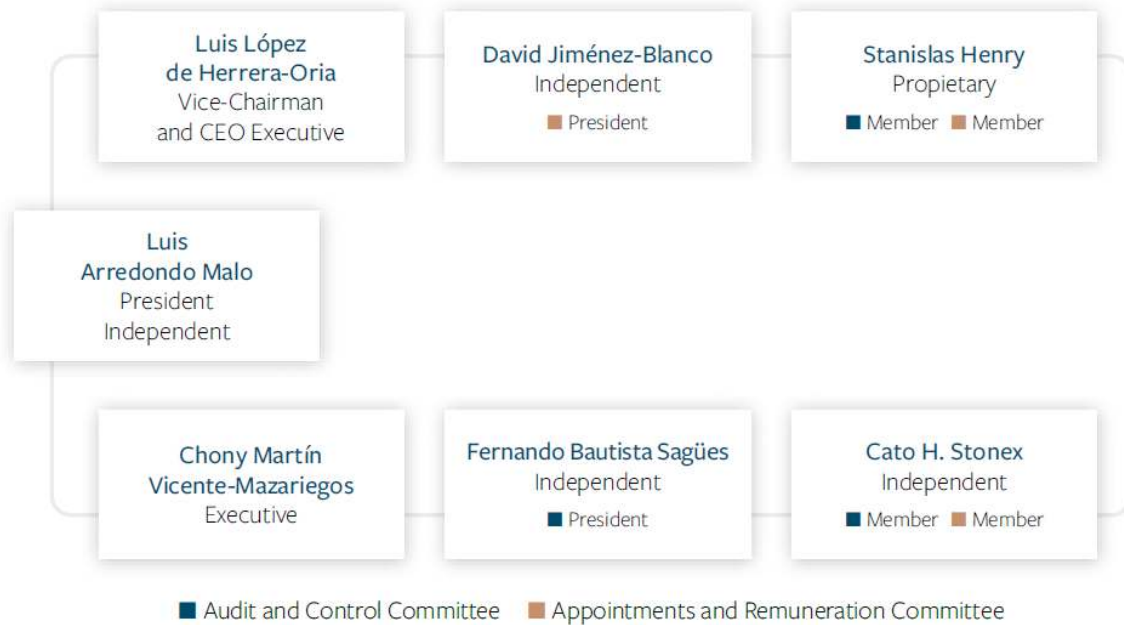 Luis López
de Herrera-Oria
Vice-Chairman
and CEO Executive
David Jiménez-Blanco
Independent
President
Stanislas Henry
Propietary
Member Member
Luis
Arredondo Malo
President
Independent
Chony Martín
Vicente-Mazariegos
Executive
Fernando Bautista Sagües
Independent
President
Cato H. Stonex
Independent
Member Member
Audit and Control Committee Appointments and Remuneration Committee